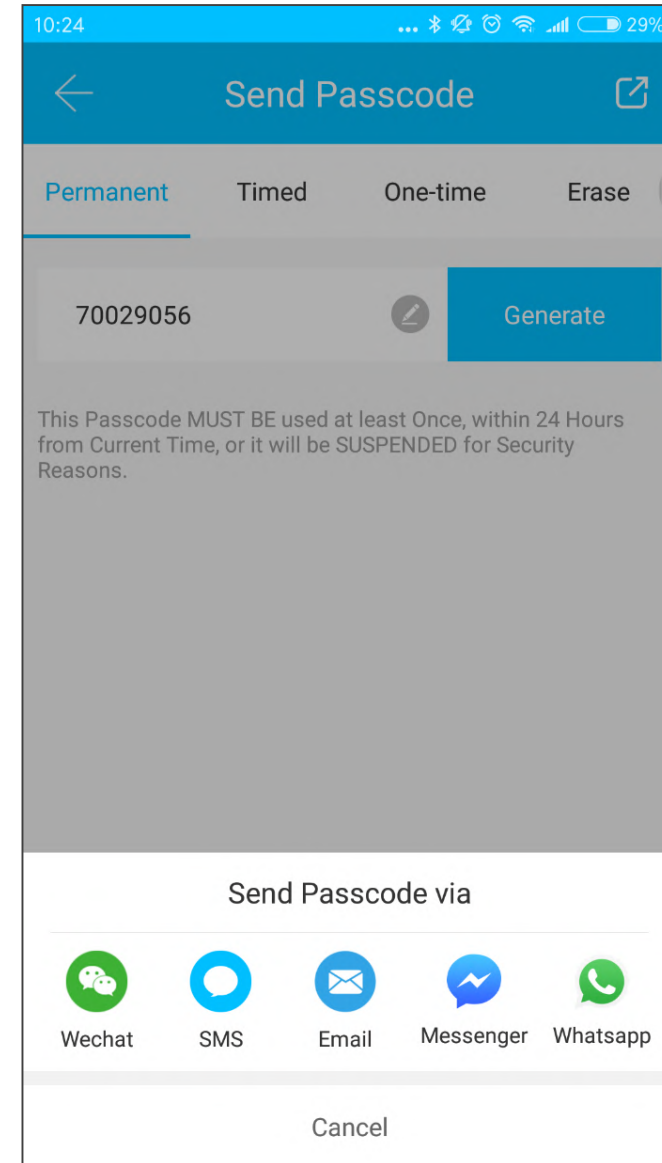 10:24 ... 29%
Send Passcode
Permanent Timed One-time Erase
70029056 Generate
This Passcode MUST BE used at least Once, within 24 Hours
from Current Time, or it will be SUSPENDED for Security
Reasons.
Send Passcode via
Wechat SMS Email Messenger Whatsapp
Cancel